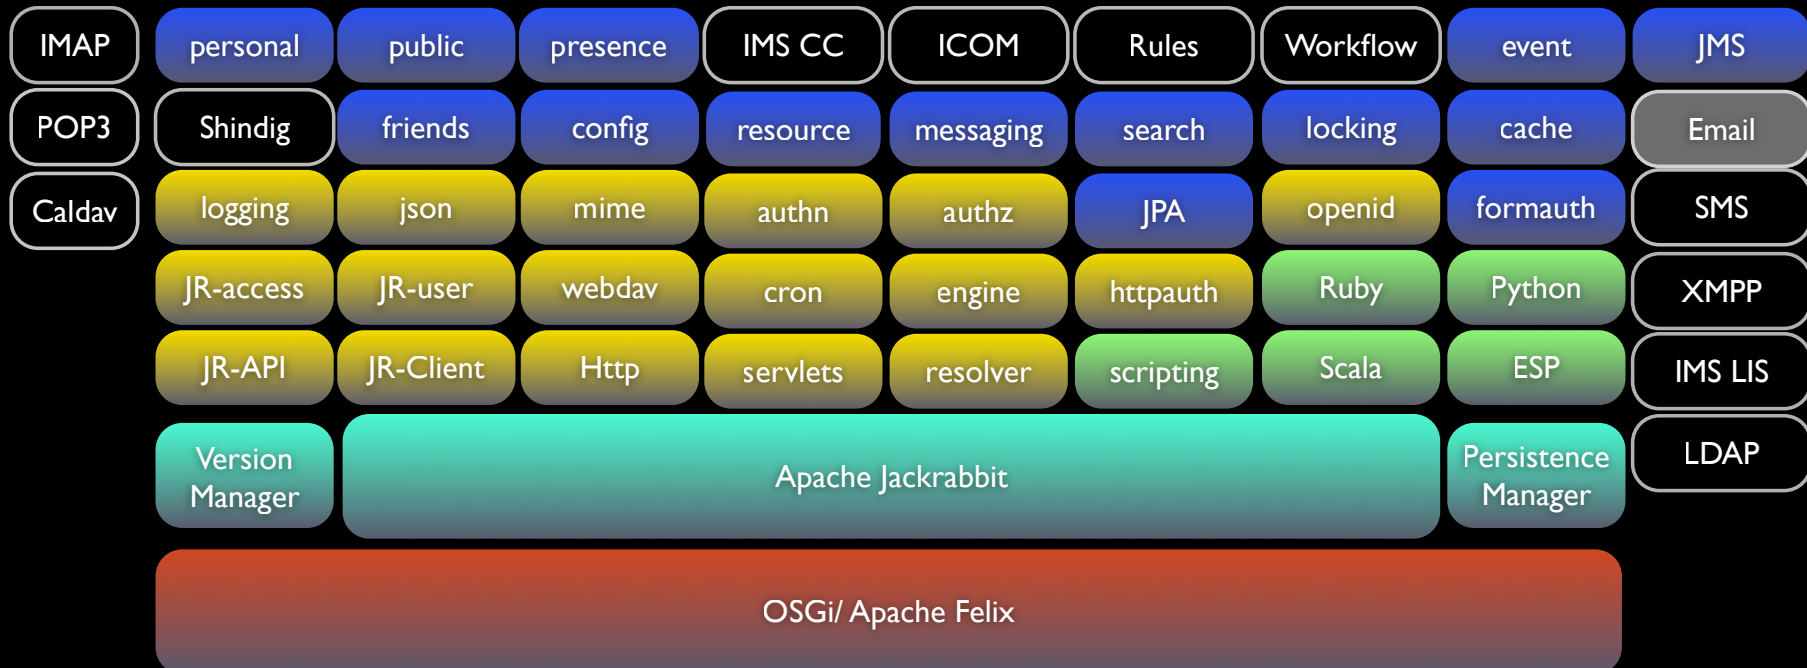 IMAP
personal
public
presence
IMS CC
ICOM
Rules
Workflow
event
JMS
POP3
Shindig
friends
config
resource
messaging
search
locking
cache
Email
Caldav
logging
json
mime
authn
authz
JPA
openid
formauth
SMS
JR-access
JR-user
webdav
cron
engine
httpauth
Ruby
Python
XMPP
JR-API
JR-Client
Http
servlets
resolver
scripting
Scala
ESP
IMS LIS
Version
Manager
Apache Jackrabbit
Persistence
Manager
LDAP
OSGi/ Apache Felix